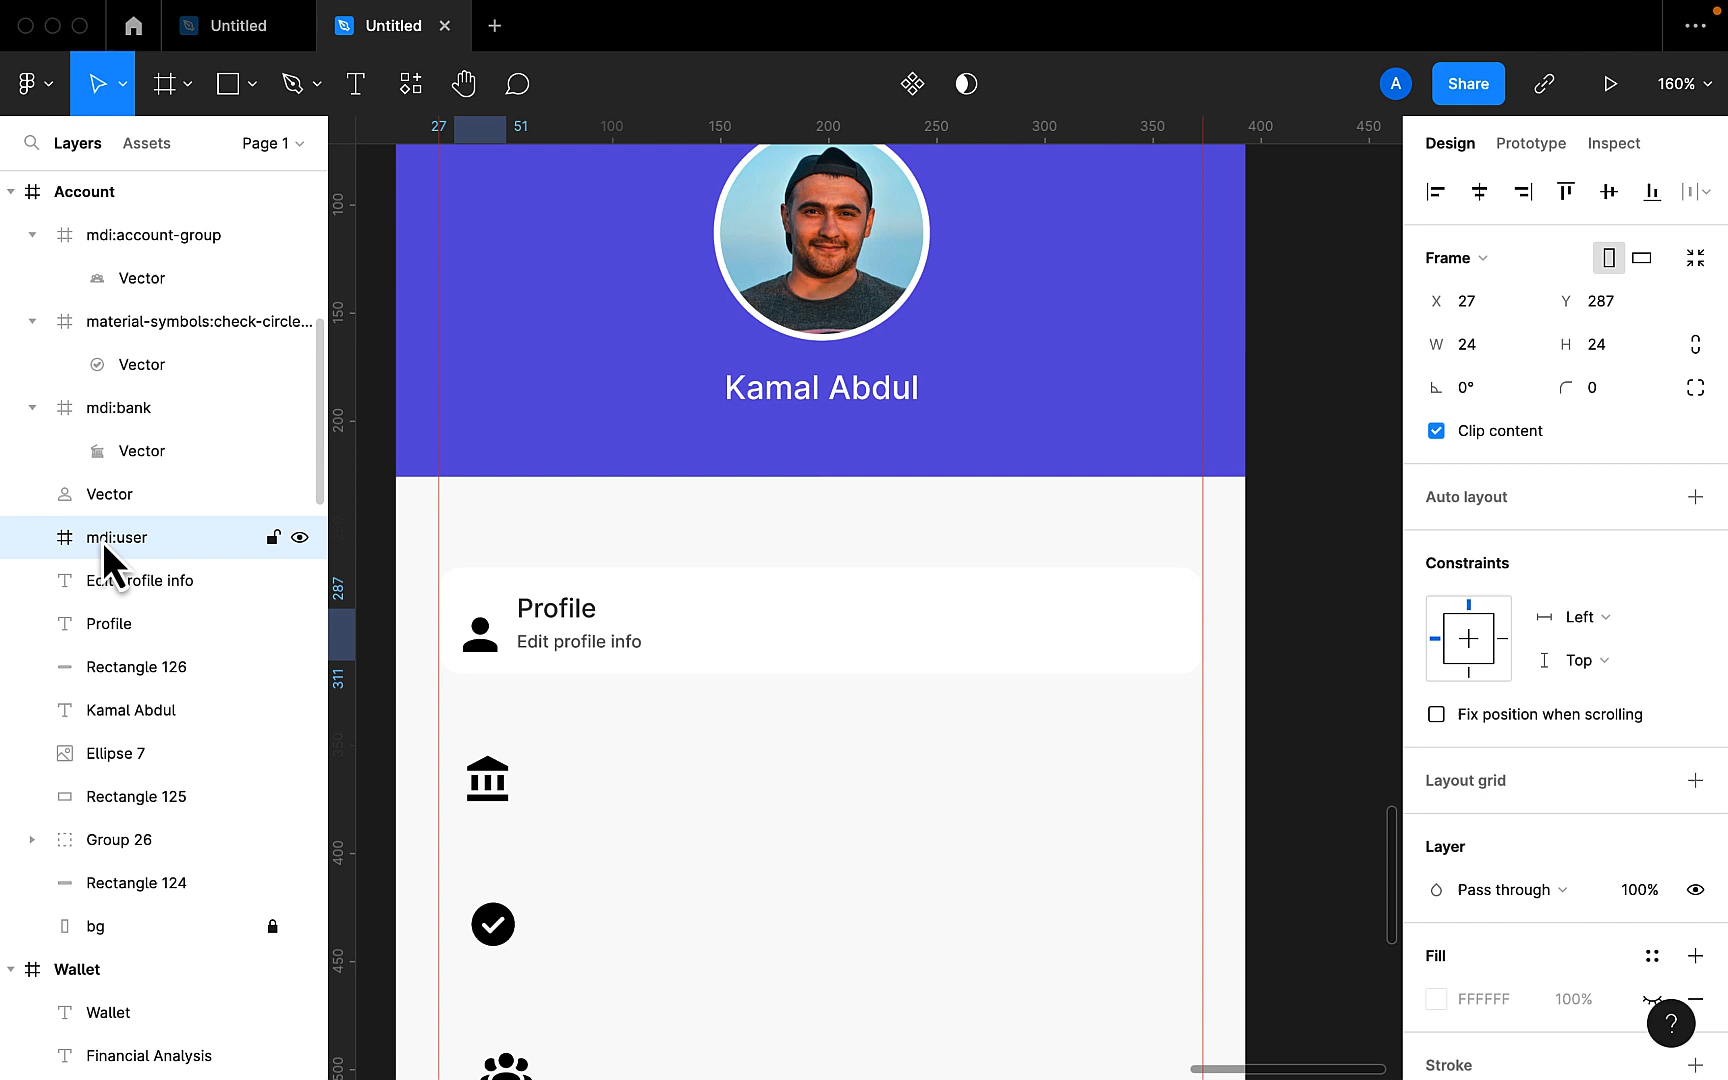 Untitled
Untitled
A
Share
160%
Layers
Assets
Page 1
27
51
100
150
200
250
300
350
400
450
100
150
200
287
311
350
400
450
500
Account
mdi:account-group
Vector
material-symbols:check-circle...
Vector
mdi:bank
Vector
Vector
mdi:user
Profile
Rectangle 126
Kamal Abdul
Ellipse 7
Rectangle 125
Group 26
Rectangle 124
bg
Wallet
Wallet
Financial Analysis
Kamal Abdul
Profile
Edit profile info
Design
Prototype
Inspect
Frame
X 27
Y 287
W 24
H 24
0°
0
Clip content
Auto layout
Constraints
Left
Top
Fix position when scrolling
Layout grid
Layer
Pass through
100%
Fill
FFFFFF
100%
?
Stroke